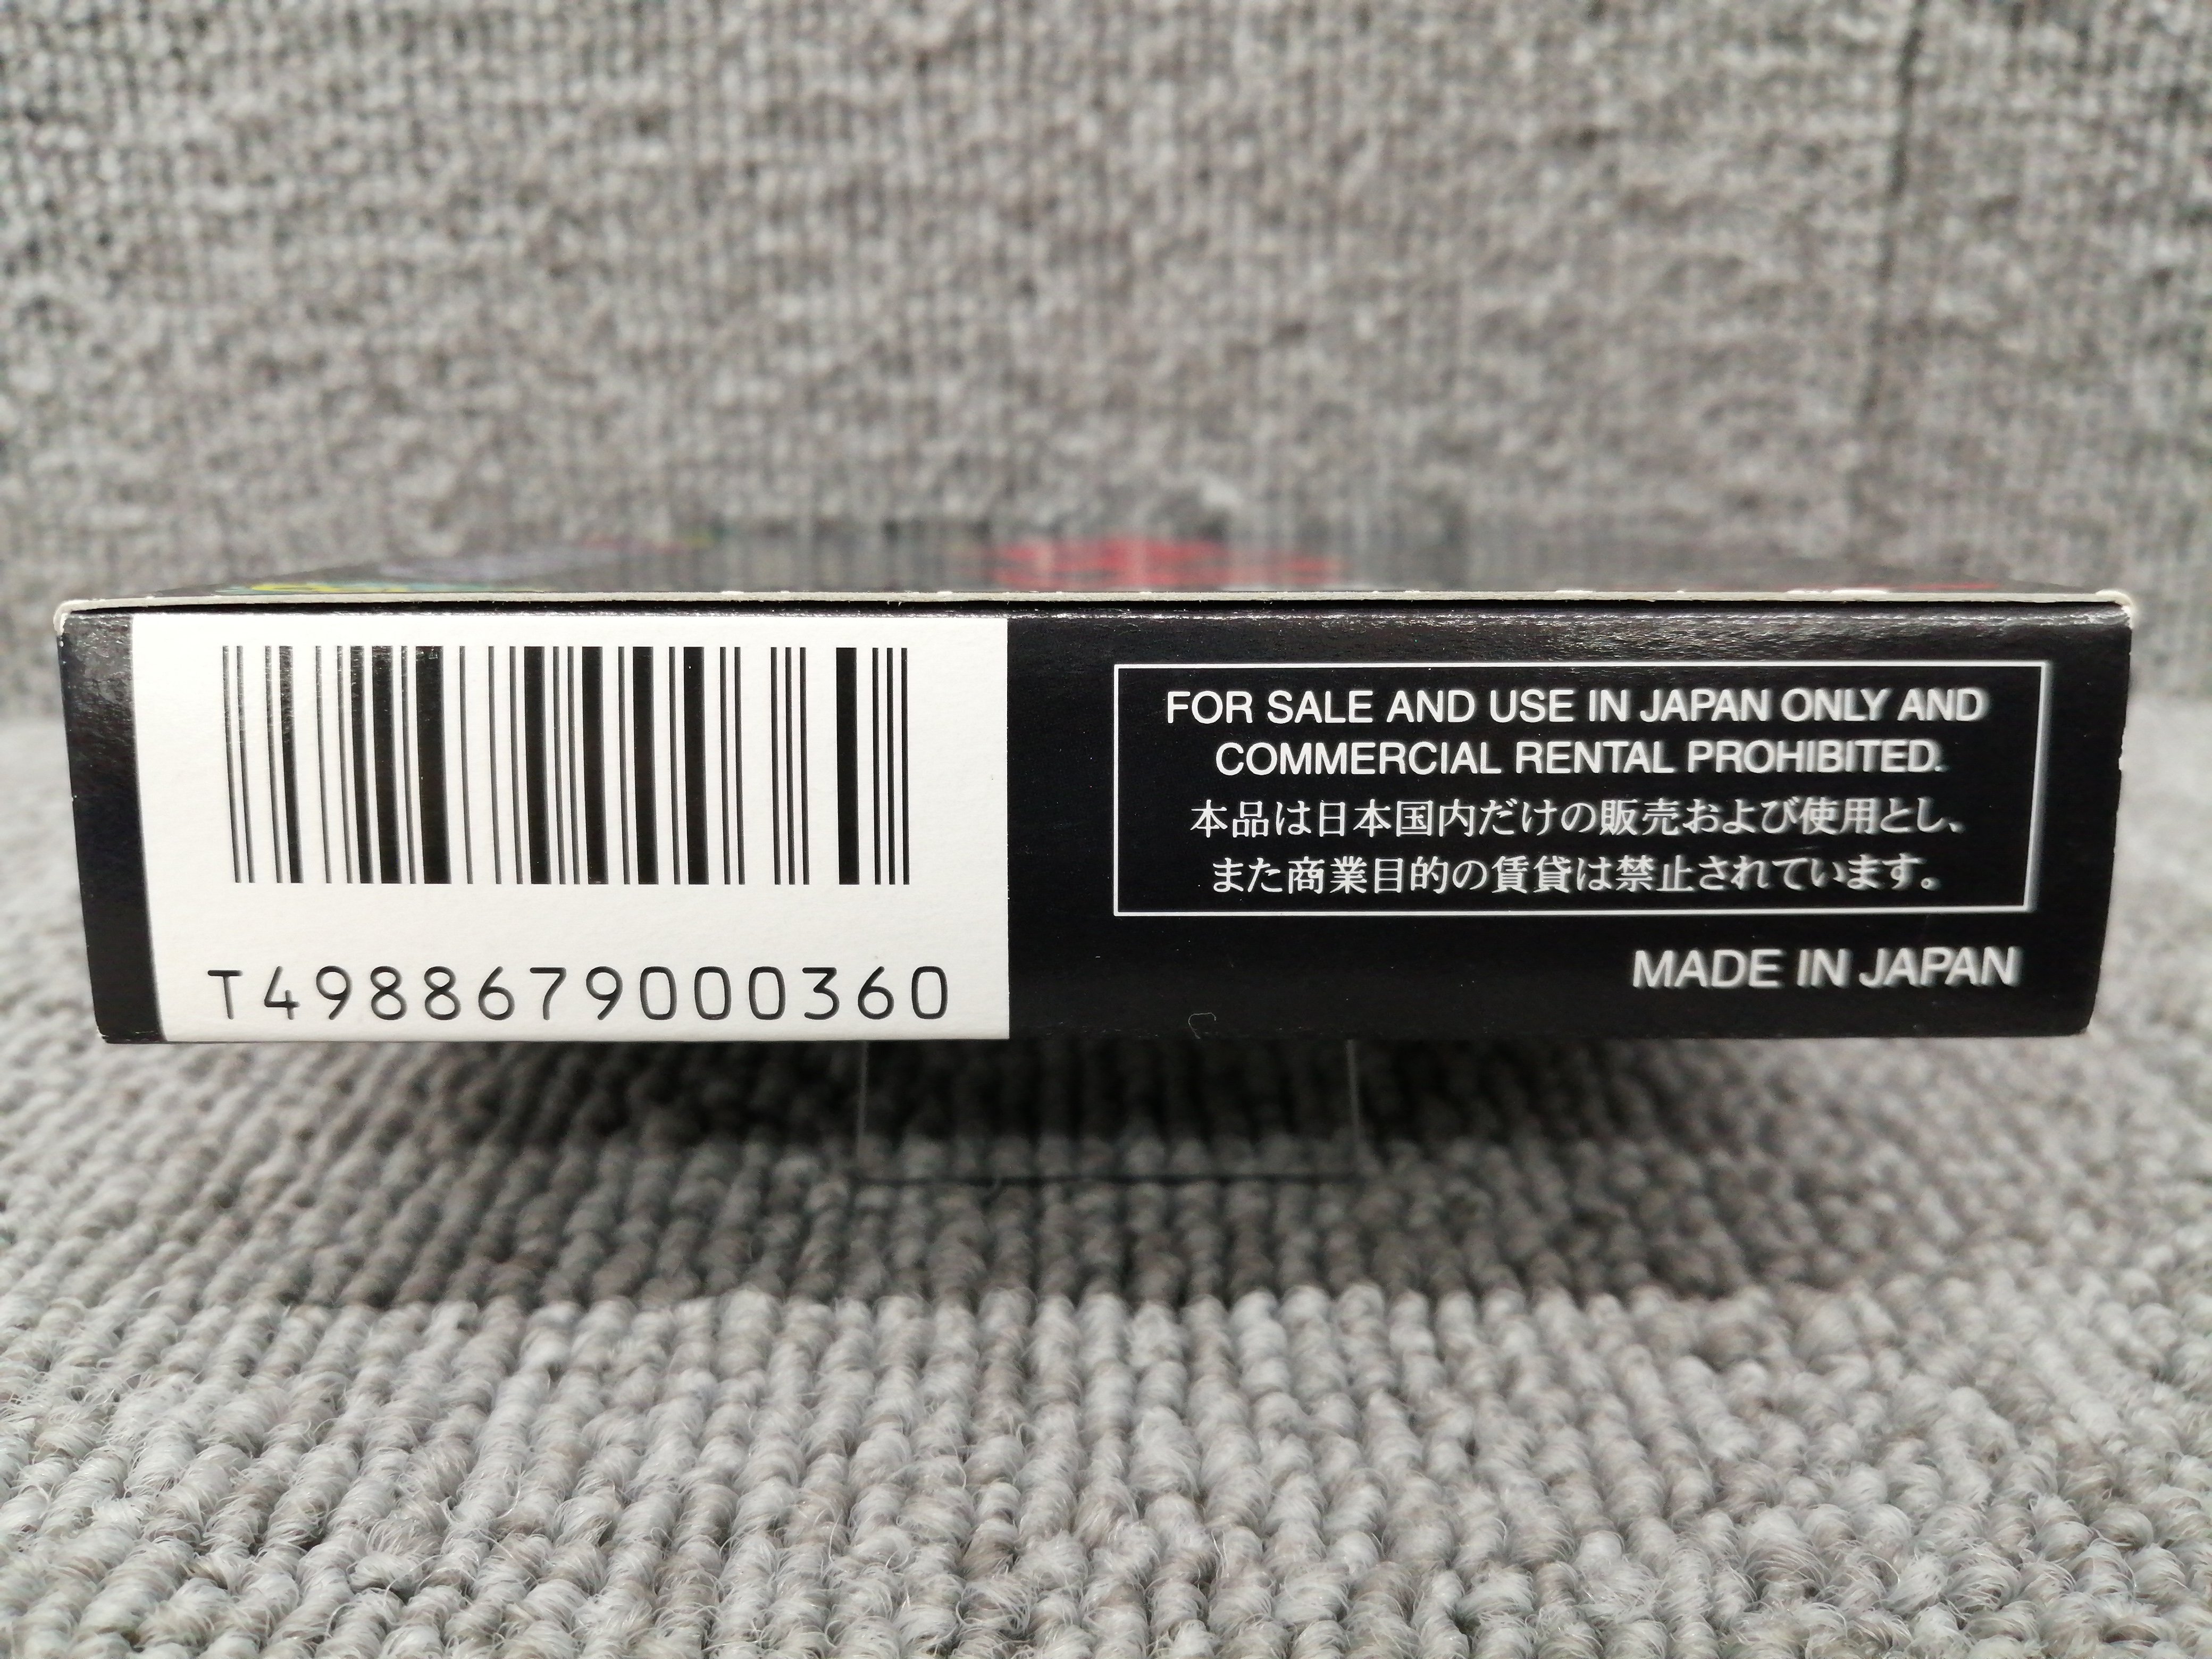 T4988679000360
FOR SALE AND USE IN JAPAN ONLY AND
COMMERCIAL RENTAL PROHIBITED.
本品は日本国内だけの販売および使用とし、
また商業目的の賃貸は禁止されています。
MADE IN JAPAN